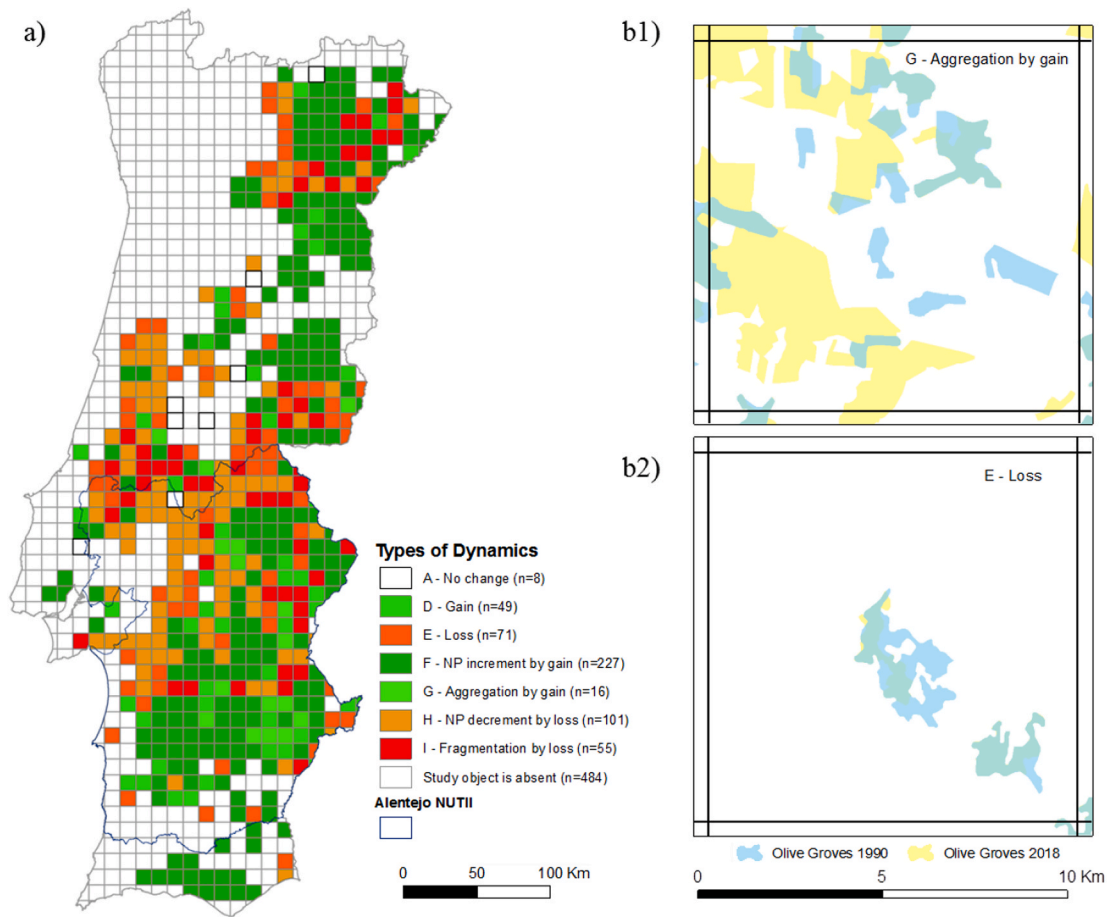 a)
Types of Dynamics
A - No change (n=8)
D - Gain (n=49)
E - Loss (n=71)
F - NP increment by gain (n=227)
G - Aggregation by gain (n=16)
H - NP decrement by loss (n=101)
I - Fragmentation by loss (n=55)
Study object is absent (n=484)
Alentejo NUTII
0 50 100 Km
b1)
G - Aggregation by gain
b2)
E - Loss
Olive Groves 1990 Olive Groves 2018
0 5 10 Km